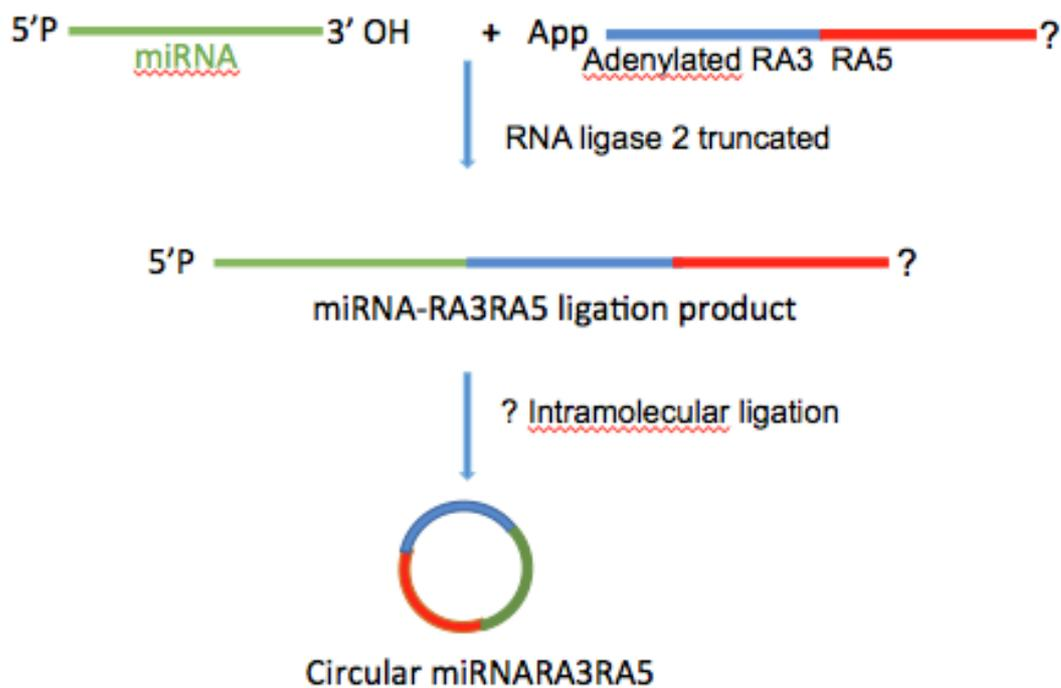 5'P 3' OH + App ?
miRNA Adenylated RA3 RA5
RNA ligase 2 truncated
5'P ?
miRNA-RA3RA5 ligation product
? Intramolecular ligation
Circular miRNARA3RA5